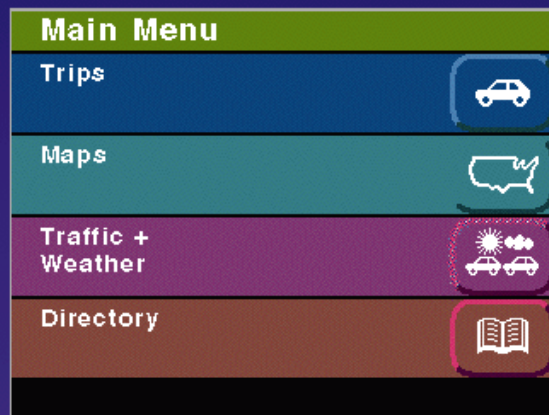 Main Menu
Trips
Maps
Traffic +
Weather
Directory